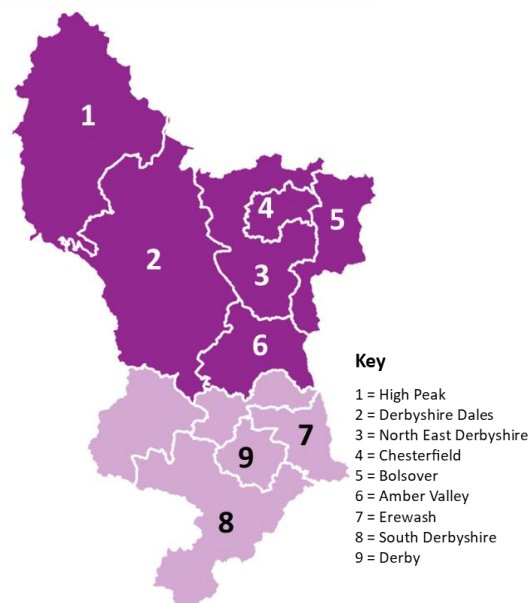 1
4
5
2
3
6
7
9
8
Key
1 = High Peak
2 = Derbyshire Dales
3 = North East Derbyshire
4 = Chesterfield
5 = Bolsover
6 = Amber Valley
7 = Erewash
8 = South Derbyshire
9 = Derby